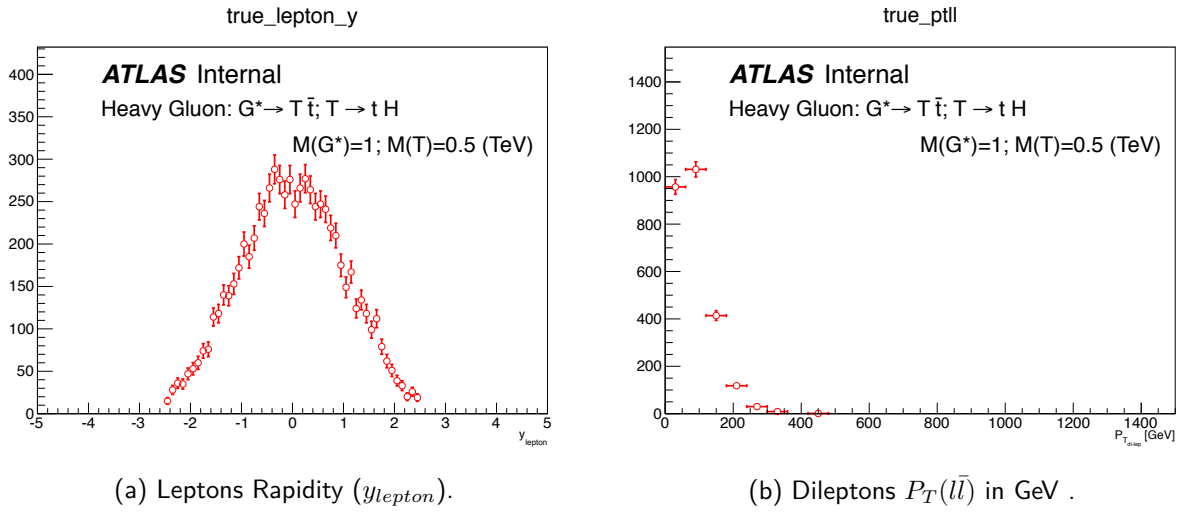 true_lepton_y
ATLAS Internal
Heavy Gluon: G*→ T t̄; T → t H
M(G*)=1; M(T)=0.5 (TeV)
400
350
300
250
200
150
100
50
0
-5 -4 -3 -2 -1 0 1 2 3 4 5
y_lepton
(a) Leptons Rapidity (y_lepton).
true_ptll
ATLAS Internal
Heavy Gluon: G*→ T t̄; T → t H
M(G*)=1; M(T)=0.5 (TeV)
1400
1200
1000
800
600
400
200
0
0 200 400 600 800 1000 1200 1400
P_T_di-lep [GeV]
(b) Dileptons P_T(ll̄) in GeV .